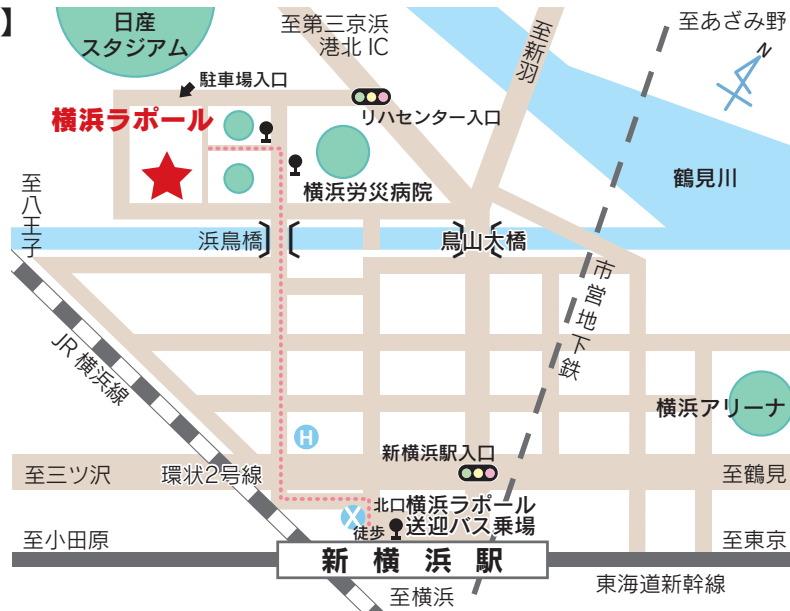 】
日産
スタジアム
至第三京浜
港北 IC
至新羽
至あざみ野
N
駐車場入口
横浜ラポール
リハセンター入口
横浜労災病院
鶴見川
至八王子
浜鳥橋
鳥山大橋
市営地下鉄
JR 横浜線
横浜アリーナ
H
新横浜駅入口
至三ツ沢
環状2号線
至鶴見
北口
横浜ラポール
送迎バス乗場
X
徒歩
至小田原
至東京
新横浜駅
東海道新幹線
至横浜